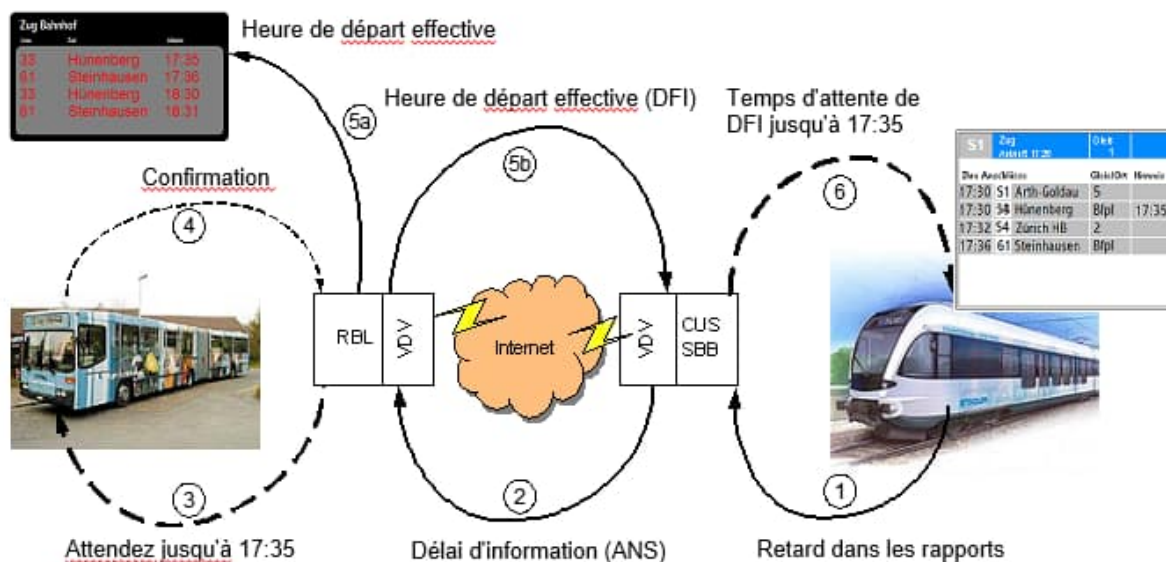 Zug Bahnhof
33 Hünenberg 17:35
61 Steinhausen 17:36
33 Hünenberg 18:30
61 Steinhausen 18:31
Heure de départ effective
5a
Heure de départ effective (DFI)
5b
Temps d'attente de
DFI jusqu'à 17:35
6
S1 Zug Gleis
1
Gleis/Ort Hinweis
17:30 S1 Arth-Goldau 5
17:30 Hünenberg Bfpl 17:35
17:32 S4 Zürich HB 2
17:36 61 Steinhausen Bfpl
Confirmation
4
RBL
VDV
Internet
VDV
CUS
SBB
3
2
1
Attendez jusqu'à 17:35
Délai d'information (ANS)
Retard dans les rapports